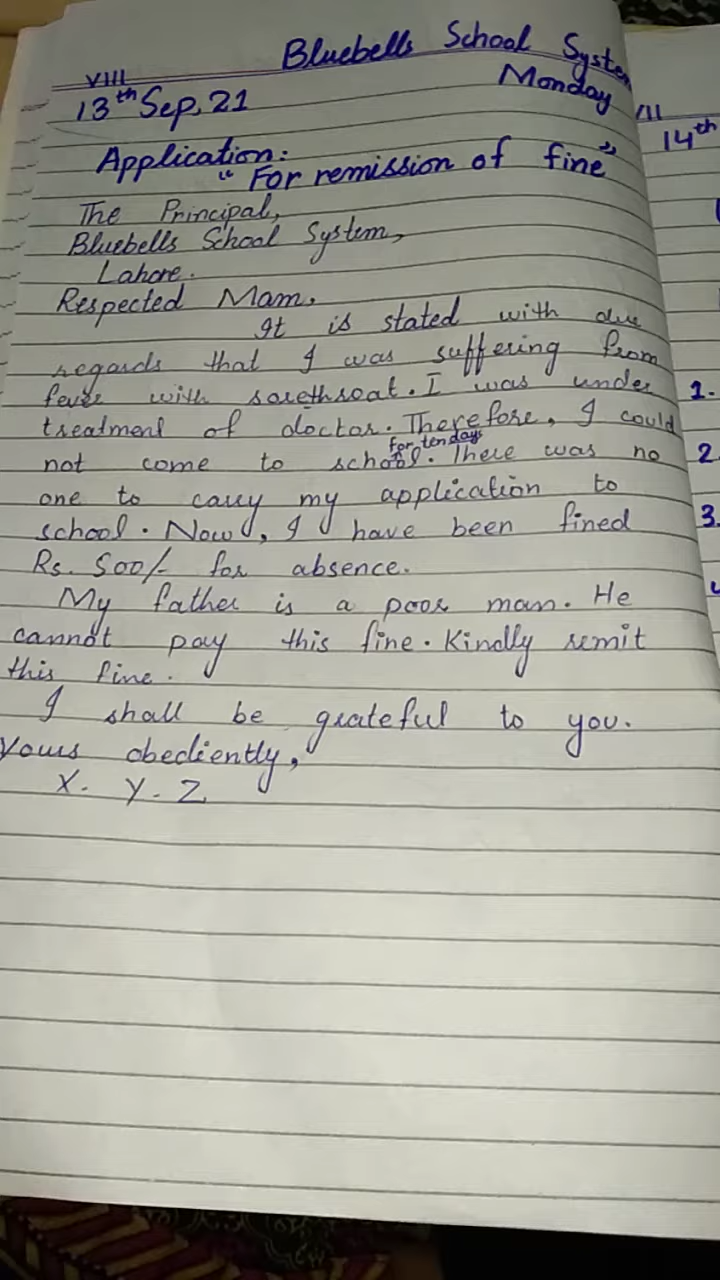 Bluebells School System
VIII
Monday
13th Sep, 21
Application:
"For remission of fine"
The Principal,
Bluebells School System,
Lahore.
Respected Mam,
It is stated with due
regards that I was suffering from
fever with sorethroat. I was under
treatment of doctor. Therefore, I could
for ten days
not come to school. There was no
one to carry my application to
school. Now, I have been fined
Rs. 500/- for absence.
My father is a poor man. He
cannot pay this fine. Kindly remit
this fine.
I shall be grateful to you.
Yours obediently,
X. Y. Z
14th
1.
2.
3.